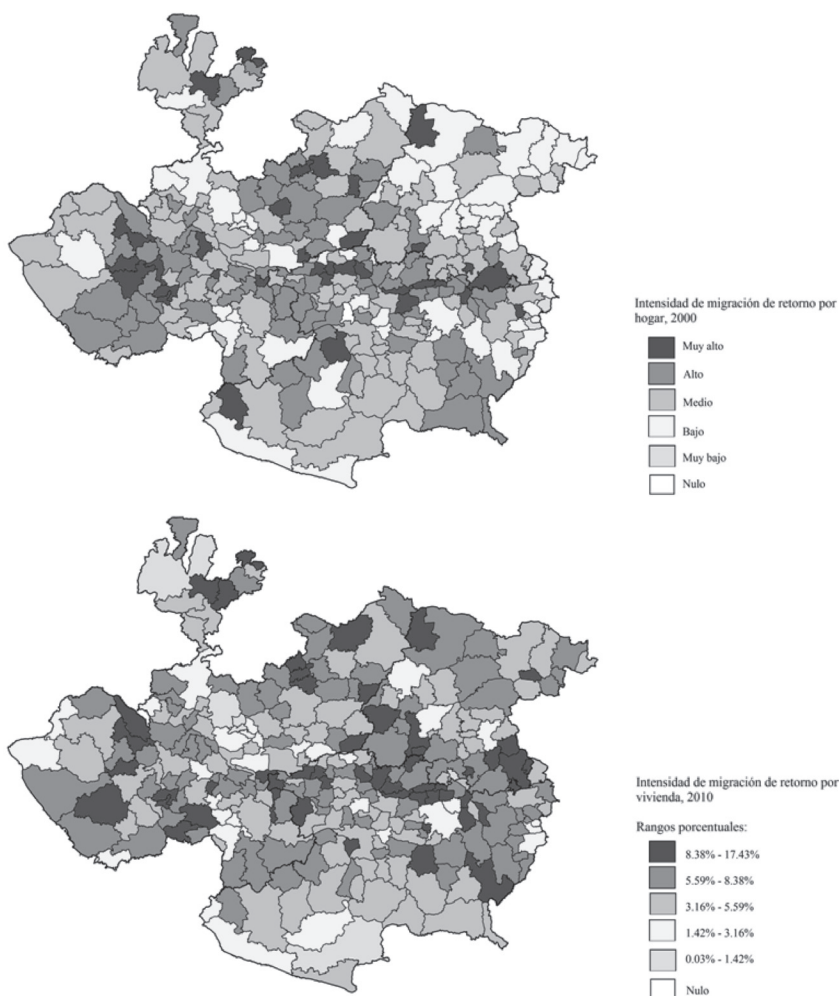 Intensidad de migración de retorno por
hogar, 2000
Muy alto
Alto
Medio
Bajo
Muy bajo
Nulo
Intensidad de migración de retorno por
vivienda, 2010
Rangos porcentuales:
8.38% - 17.43%
5.59% - 8.38%
3.16% - 5.59%
1.42% - 3.16%
0.03% - 1.42%
Nulo